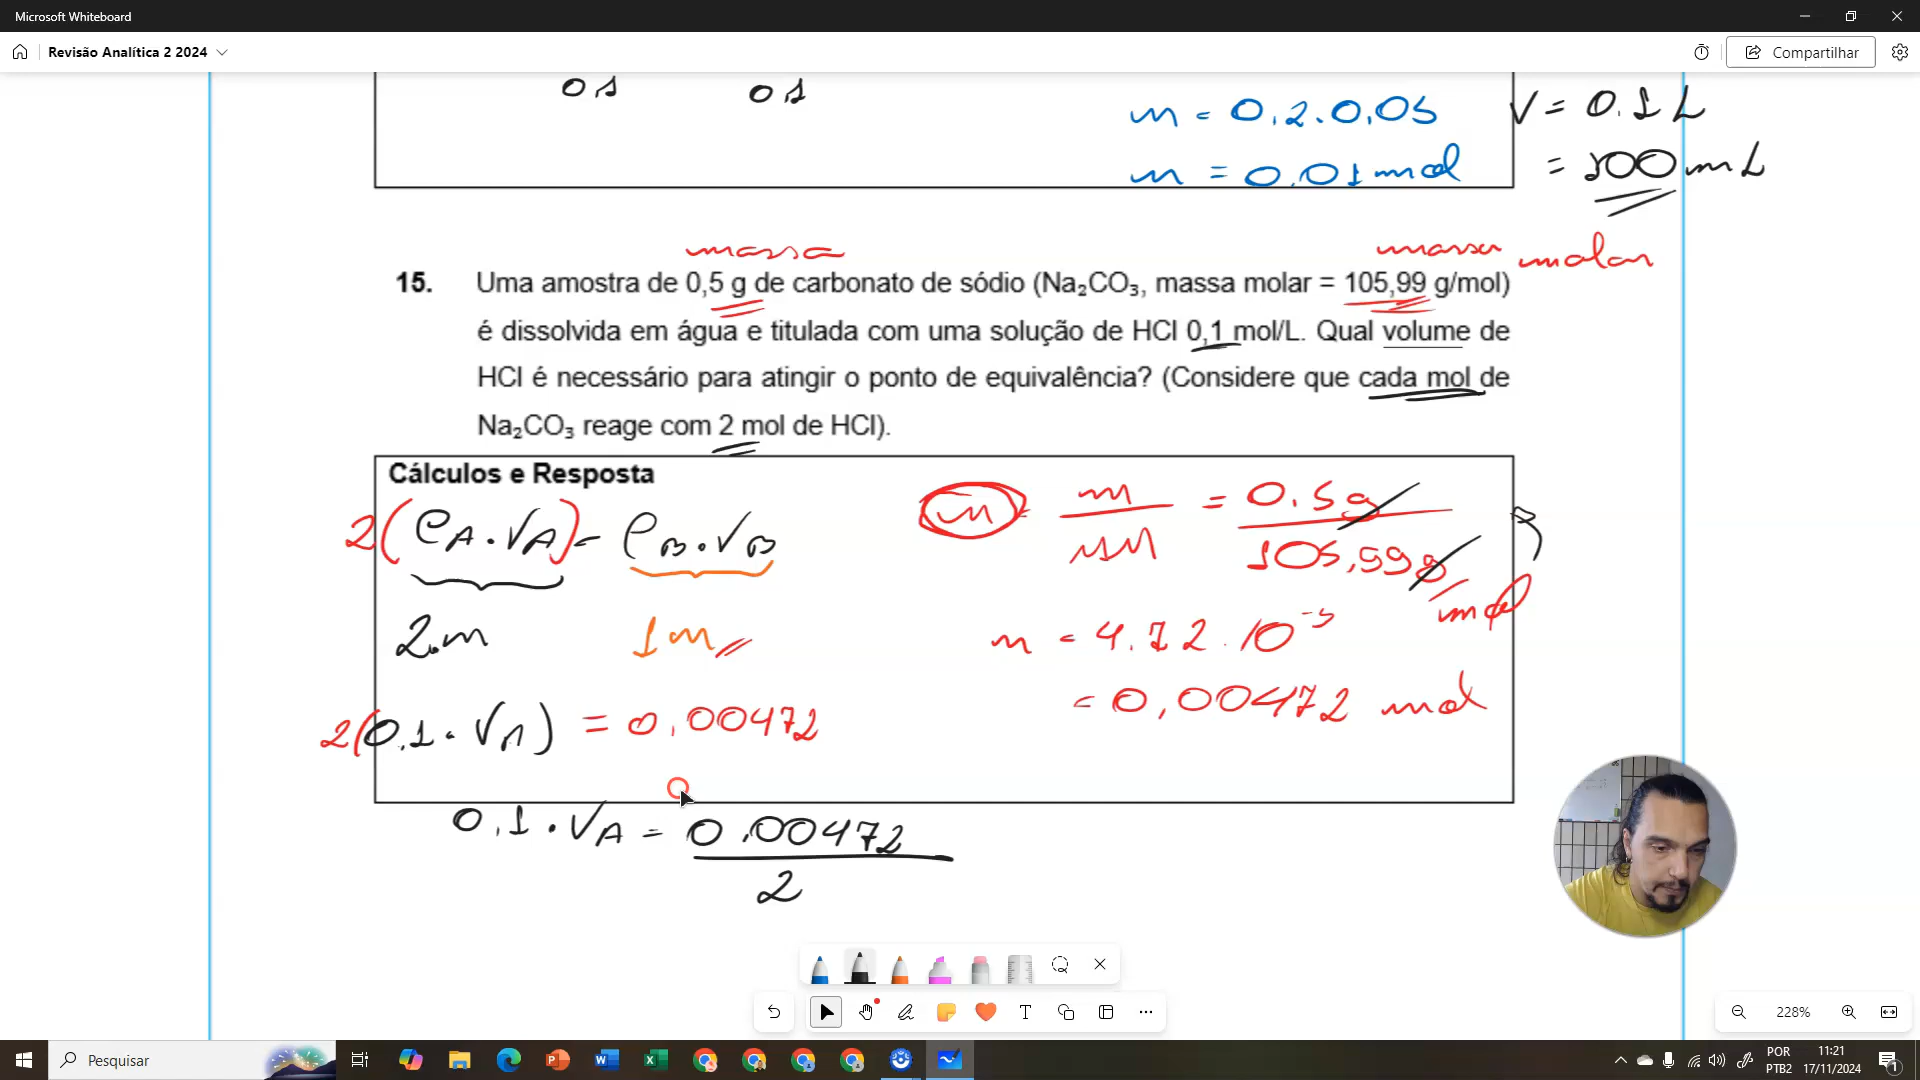 Microsoft Whiteboard
Revisão Analítica 2 2024
Compartilhar
n = 0.2.0.05
n = 0.01 mol
V = 0.1 L
= 100 mL
massa
massa molar
15. Uma amostra de 0,5 g de carbonato de sódio (Na₂CO₃, massa molar = 105,99 g/mol)
é dissolvida em água e titulada com uma solução de HCl 0,1 mol/L. Qual volume de
HCl é necessário para atingir o ponto de equivalência? (Considere que cada mol de
Na₂CO₃ reage com 2 mol de HCl).
Cálculos e Resposta
2(CA.VA) = CB.VB
2.n
1n
2(0.1.VA) = 0.00472
0.1.VA = 0.00472
2
n = m = 0.5g
MM 105,99g/mol
n = 4.72.10⁻³
= 0,00472 mol
228%
Pesquisar
POR
PTB2
11:21
17/11/2024
1